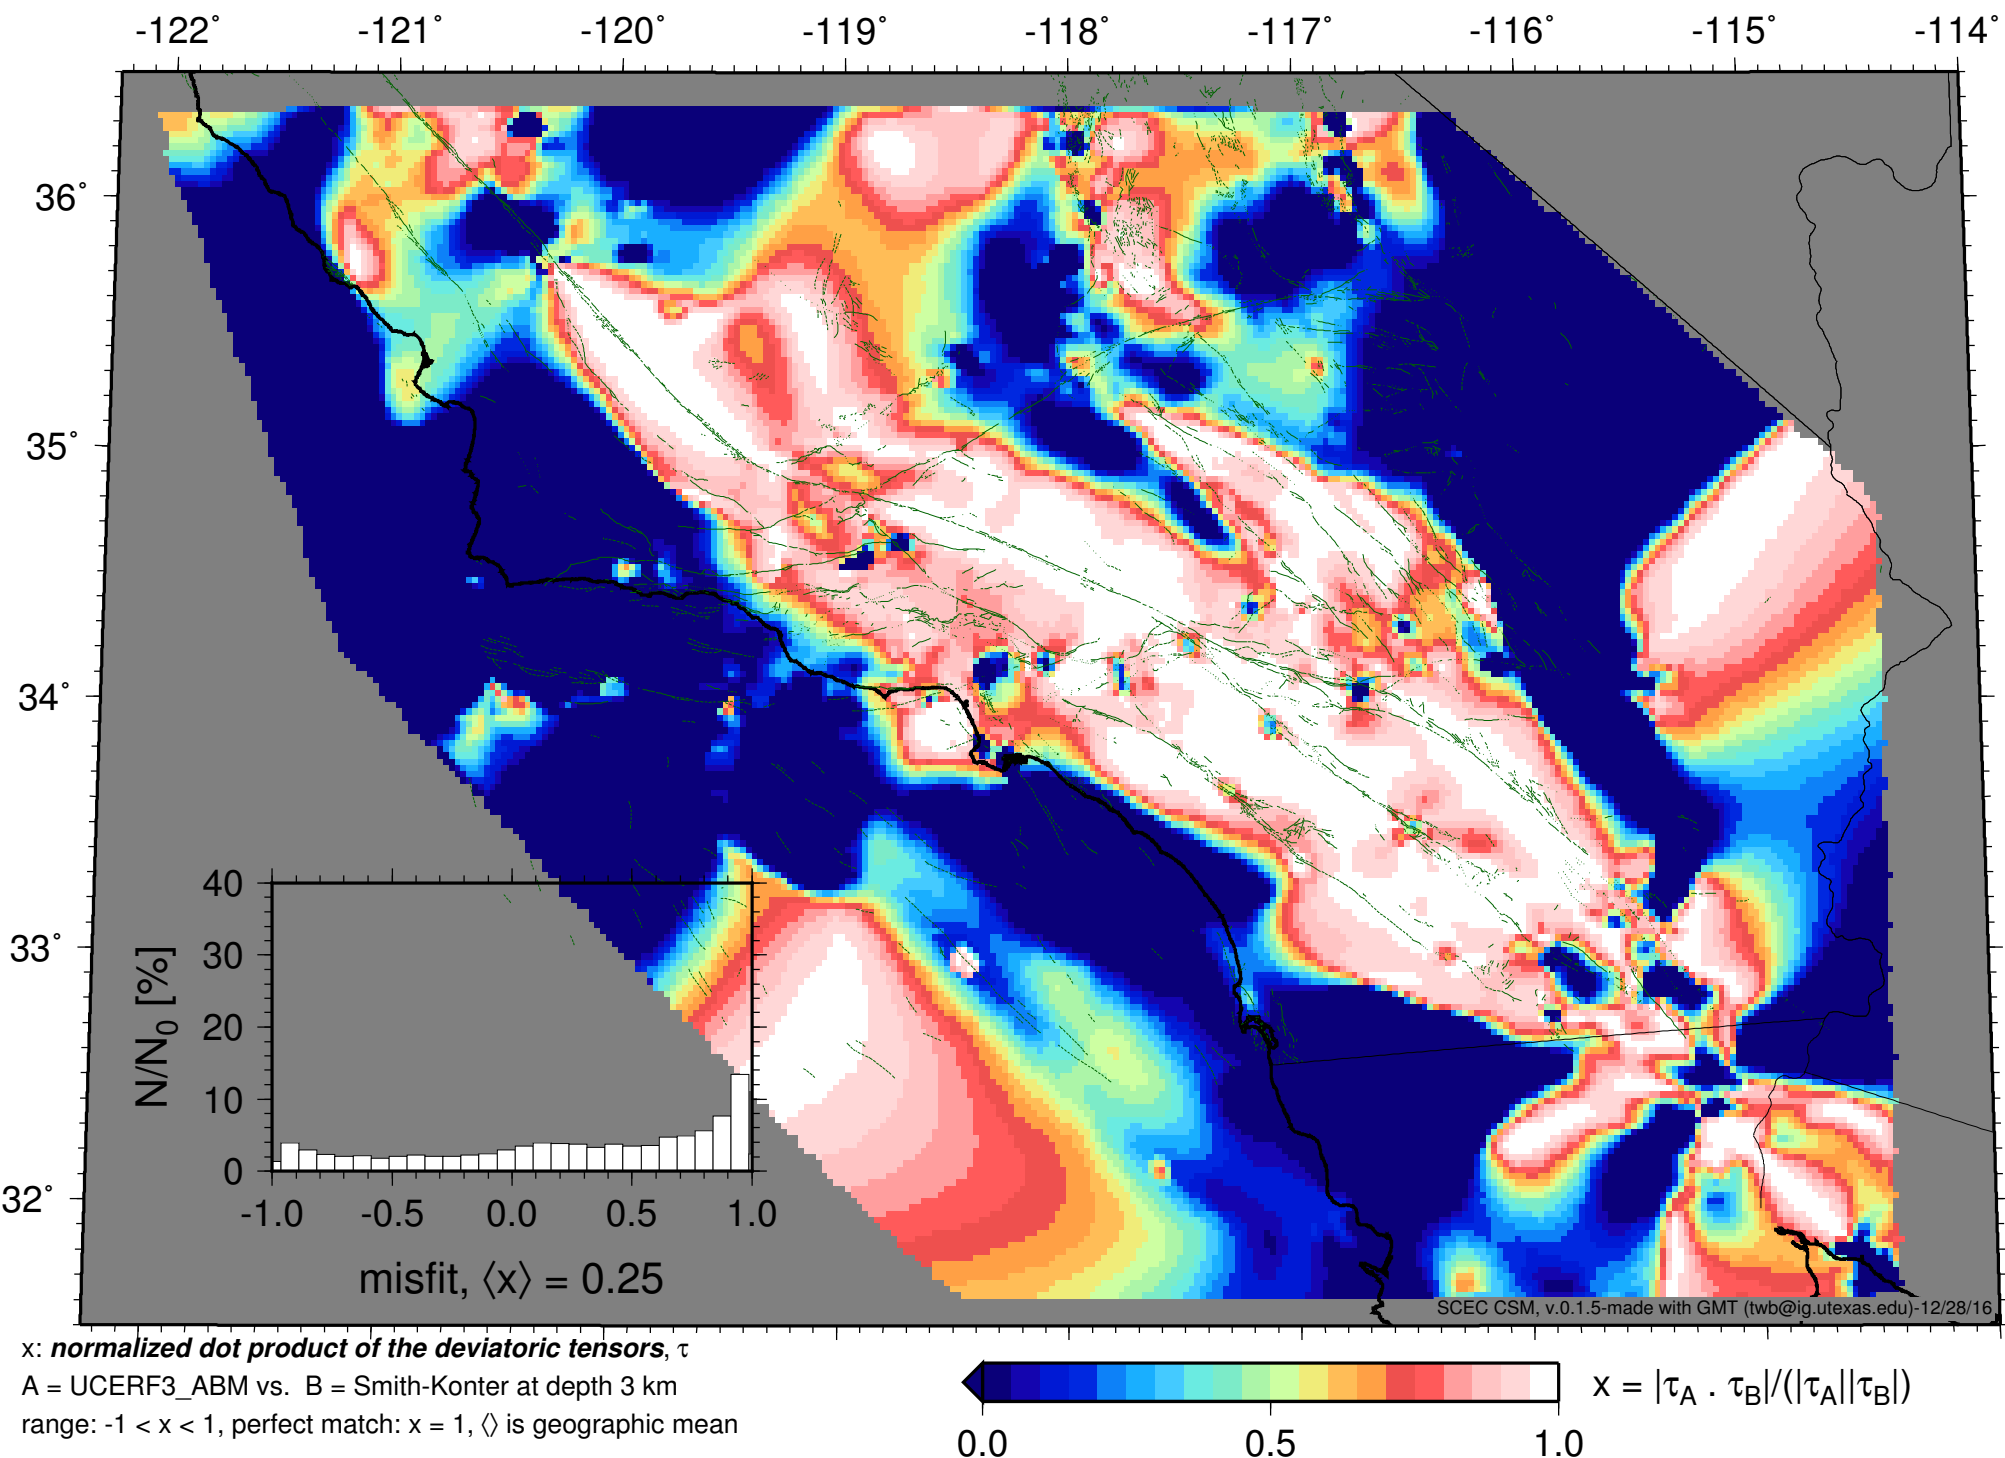 -122° -121° -120° -119° -118° -117° -116° -115° -114°
36°
35°
34°
33°
32°
40
30
20
10
0
N/N0 [%]
-1.0 -0.5 0.0 0.5 1.0
misfit, ⟨x⟩ = 0.25
SCEC CSM, v.0.1.5-made with GMT (twb@ig.utexas.edu)-12/28/16
x: normalized dot product of the deviatoric tensors, τ
A = UCERF3_ABM vs. B = Smith-Konter at depth 3 km
range: -1 < x < 1, perfect match: x = 1, ⟨⟩ is geographic mean
x = |τA . τB|/(|τA||τB|)
0.0 0.5 1.0